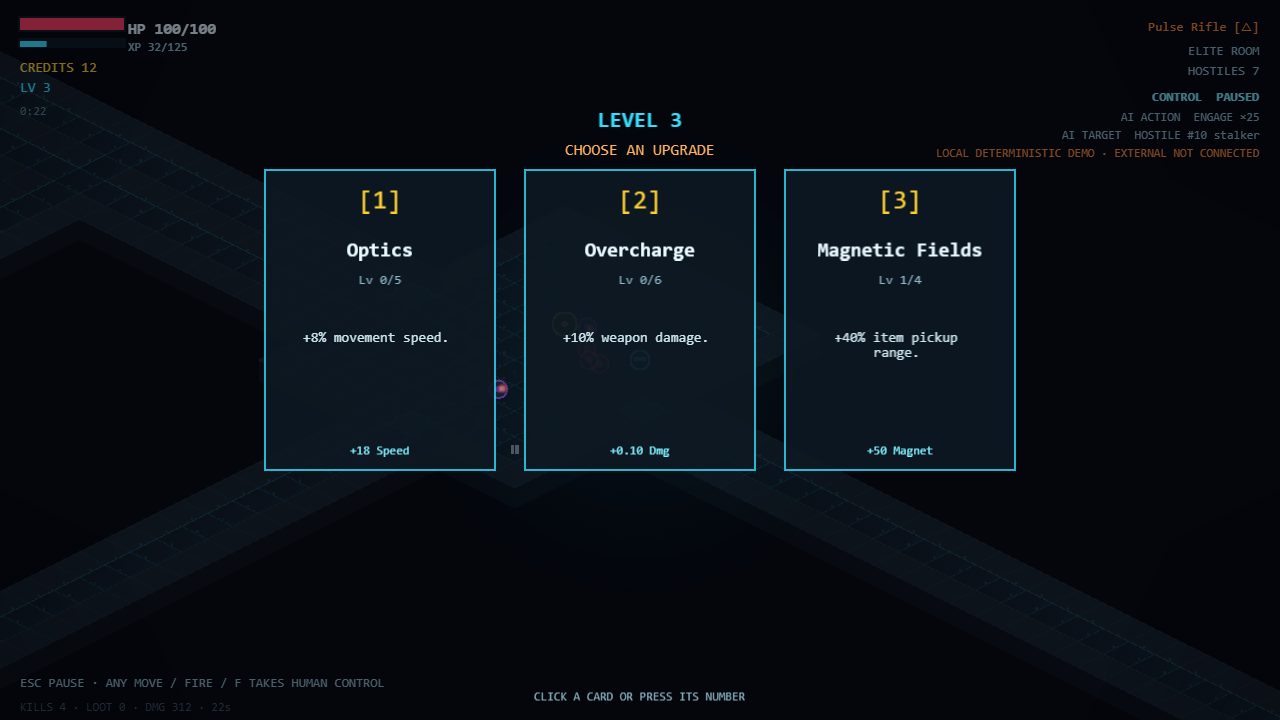 HP 100/100
XP 32/125
CREDITS 12
LV 3
0:22
Pulse Rifle [△]
ELITE ROOM
HOSTILES 7
CONTROL PAUSED
AI ACTION ENGAGE ×25
AI TARGET HOSTILE #10 stalker
LOCAL DETERMINISTIC DEMO · EXTERNAL NOT CONNECTED
LEVEL 3
CHOOSE AN UPGRADE
[1]
Optics
Lv 0/5
+8% movement speed.
+18 Speed
[2]
Overcharge
Lv 0/6
+10% weapon damage.
+0.10 Dmg
[3]
Magnetic Fields
Lv 1/4
+40% item pickup
range.
+50 Magnet
ESC PAUSE · ANY MOVE / FIRE / F TAKES HUMAN CONTROL
KILLS 4 · LOOT 0 · DMG 312 · 22s
CLICK A CARD OR PRESS ITS NUMBER